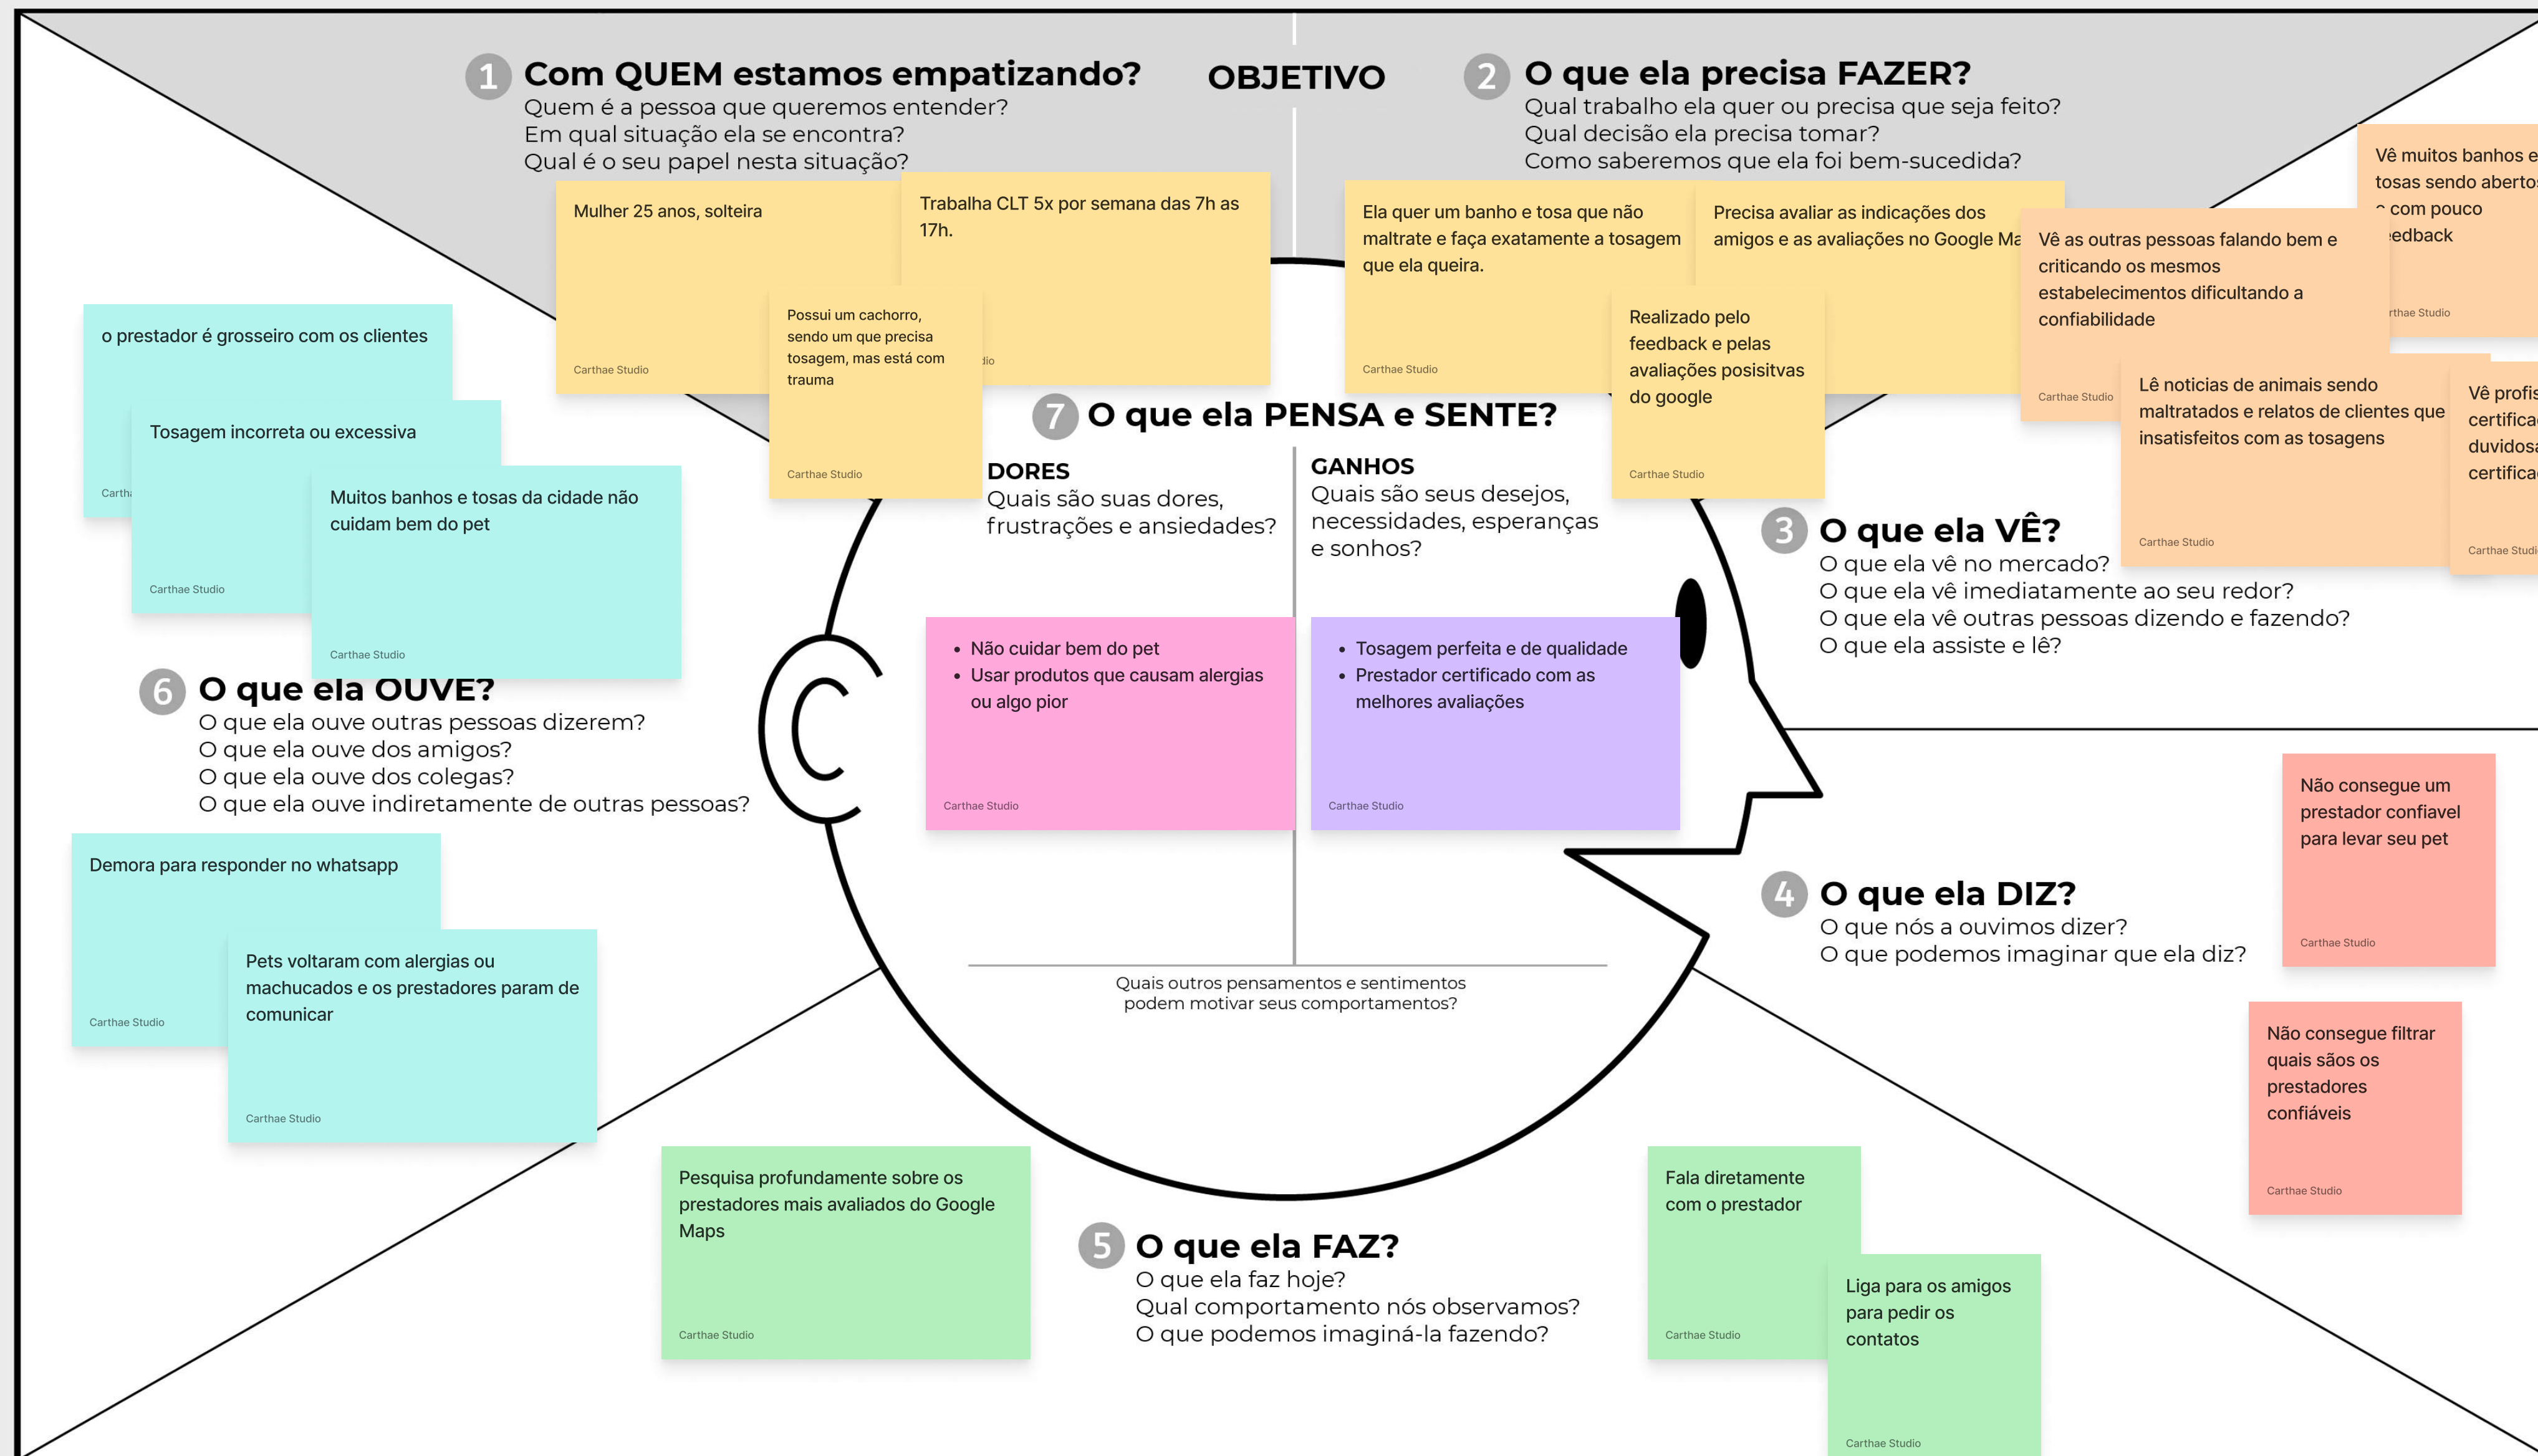 1
Com QUEM estamos empatizando?
Quem é a pessoa que queremos entender?
Em qual situação ela se encontra?
Qual é o seu papel nesta situação?
OBJETIVO
2
O que ela precisa FAZER?
Qual trabalho ela quer ou precisa que seja feito?
Qual decisão ela precisa tomar?
Como saberemos que ela foi bem-sucedida?
Mulher 25 anos, solteira
Carthae Studio
Trabalha CLT 5x por semana das 7h as
17h.
Possui um cachorro,
sendo um que precisa
tosagem, mas está com
trauma
Carthae Studio
Ela quer um banho e tosa que não
maltrate e faça exatamente a tosagem
que ela queira.
Carthae Studio
Precisa avaliar as indicações dos
amigos e as avaliações no Google
Realizado pelo
feedback e pelas
avaliações posisitvas
do google
Carthae Studio
Vê muitos banhos e
tosas sendo
com pouco
Studio
Vê as outras pessoas falando bem e
criticando os mesmos
estabelecimentos dificultando a
confiabilidade
Carthae Studio
Lê noticias de animais sendo
maltratados e relatos de clientes que
insatisfeitos com as tosagens
Carthae Studio
Vê
Carthae
3
O que ela VÊ?
O que ela vê no mercado?
O que ela vê imediatamente ao seu redor?
O que ela vê outras pessoas dizendo e fazendo?
O que ela assiste e lê?
7
O que ela PENSA e SENTE?
DORES
Quais são suas dores,
frustrações e ansiedades?
GANHOS
Quais são seus desejos,
necessidades, esperanças
e sonhos?
• Não cuidar bem do pet
• Usar produtos que causam alergias
ou algo pior
Carthae Studio
• Tosagem perfeita e de qualidade
• Prestador certificado com as
melhores avaliações
Carthae Studio
Quais outros pensamentos e sentimentos
podem motivar seus comportamentos?
o prestador é grosseiro com os clientes
Tosagem incorreta ou excessiva
Carthae Studio
Muitos banhos e tosas da cidade não
cuidam bem do pet
Carthae Studio
6
O que ela OUVE?
O que ela ouve outras pessoas dizerem?
O que ela ouve dos amigos?
O que ela ouve dos colegas?
O que ela ouve indiretamente de outras pessoas?
Demora para responder no whatsapp
Carthae Studio
Pets voltaram com alergias ou
machucados e os prestadores param de
comunicar
Carthae Studio
4
O que ela DIZ?
O que nós a ouvimos dizer?
O que podemos imaginar que ela diz?
Não consegue um
prestador confiavel
para levar seu pet
Carthae Studio
Não consegue filtrar
quais sãos os
prestadores
confiáveis
Carthae Studio
Pesquisa profundamente sobre os
prestadores mais avaliados do Google
Maps
Carthae Studio
5
O que ela FAZ?
O que ela faz hoje?
Qual comportamento nós observamos?
O que podemos imaginá-la fazendo?
Fala diretamente
com o prestador
Carthae Studio
Liga para os amigos
para pedir os
contatos
Carthae Studio